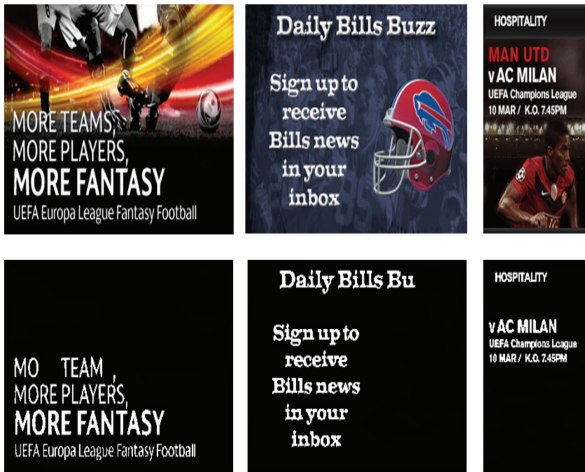 MORE TEAMS,
MORE PLAYERS,
MORE FANTASY
UEFA Europa League Fantasy Football
Daily Bills Buzz
Sign up to
receive
Bills news
in your
inbox
HOSPITALITY
MAN UTD
v AC MILAN
UEFA Champions League
10 MAR / K.O. 7.45PM
MO TEAM ,
MORE PLAYERS,
MORE FANTASY
UEFA Europa League Fantasy Football
Daily Bills Bu
Sign up to
receive
Bills news
in your
inbox
HOSPITALITY
v AC MILAN
UEFA Champions League
10 MAR / K.O. 7.45PM